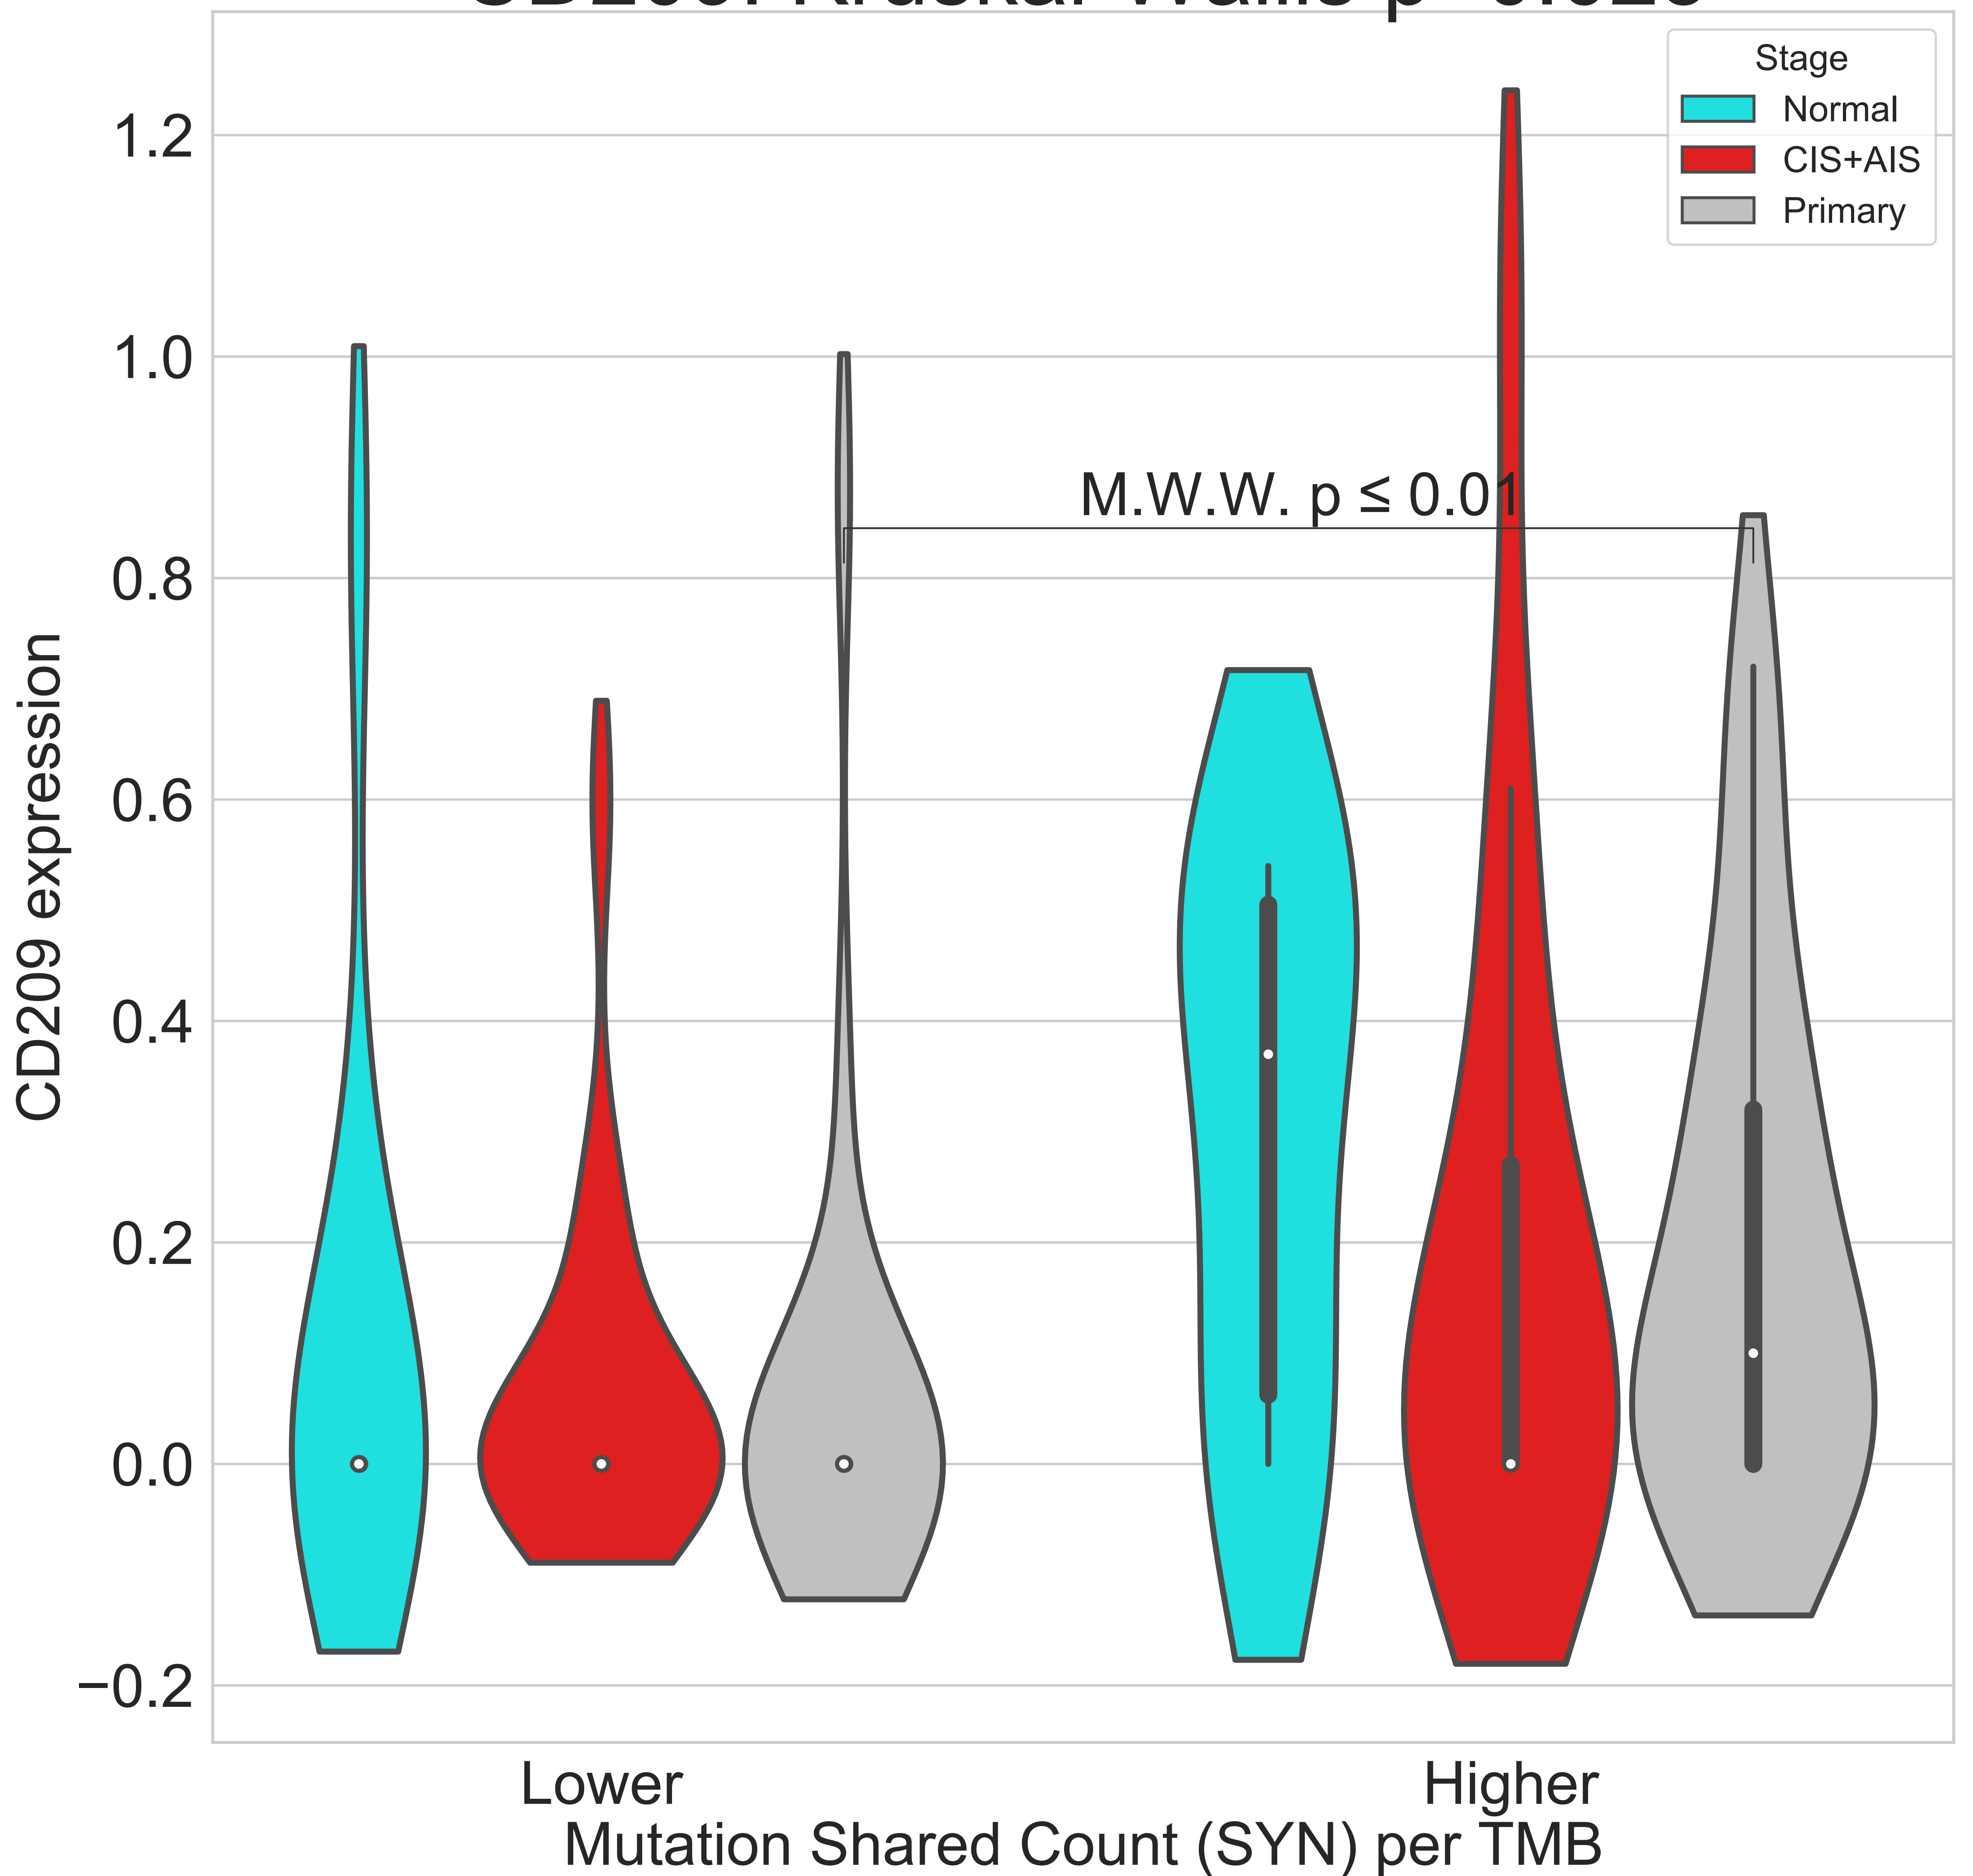 Stage
Normal
CIS+AIS
Primary
1.2
1.0
0.8
0.6
0.4
0.2
0.0
−0.2
M.W.W. p ≤ 0.01
CD209 expression
Lower
Higher
Mutation Shared Count (SYN) per TMB